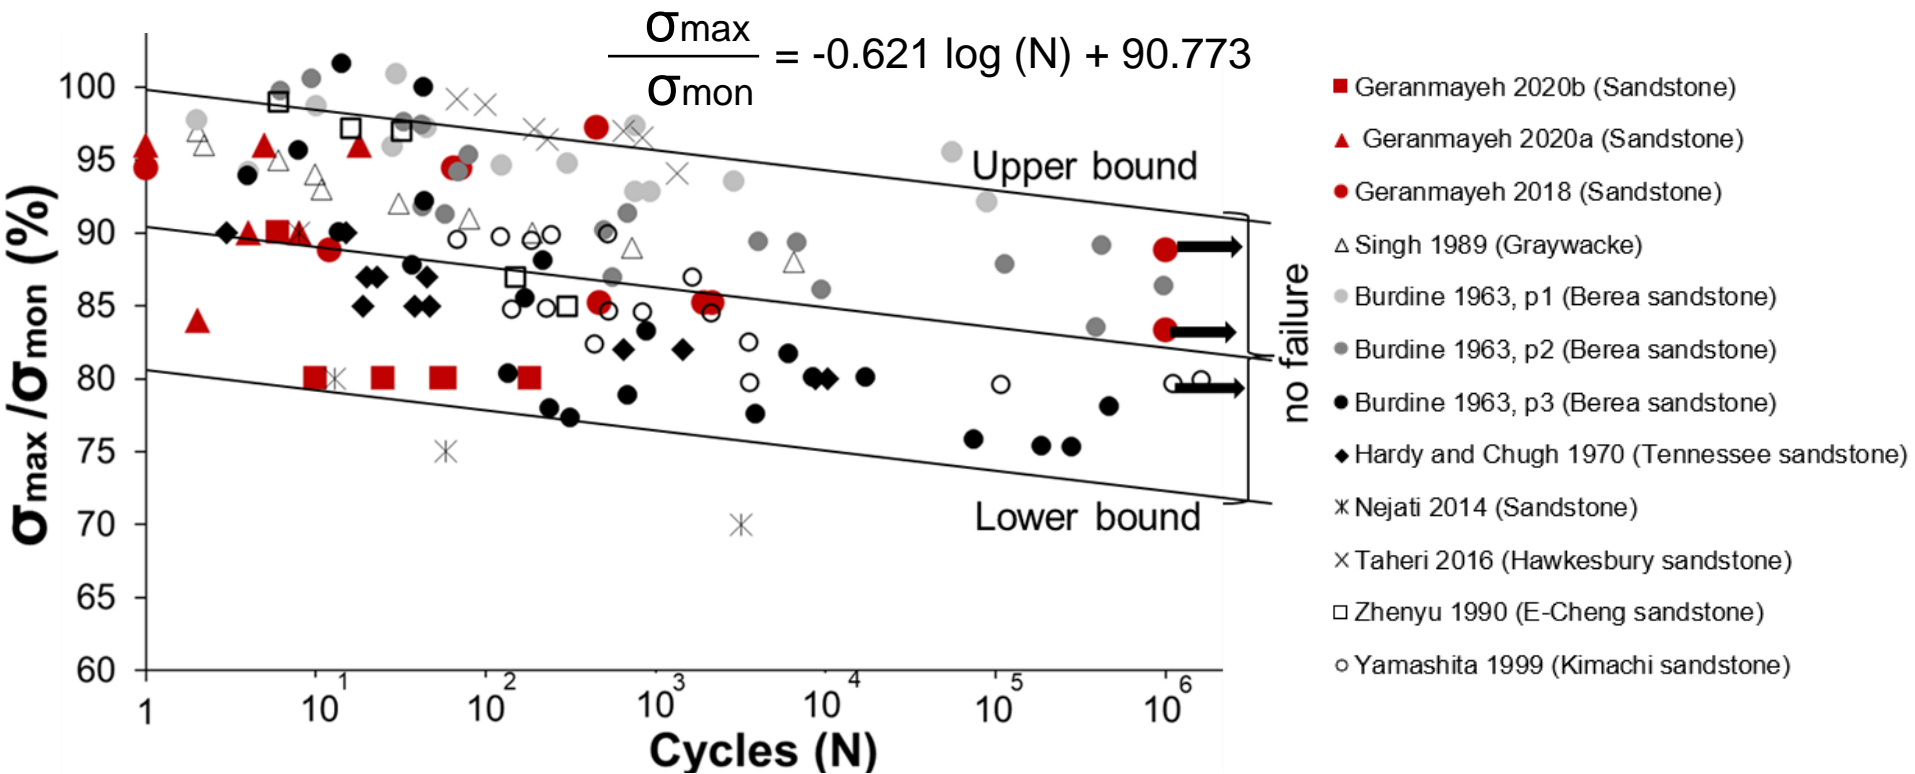 σmax
σmon
= -0.621 log (N) + 90.773
σmax /σmon (%)
100
95
90
85
80
75
70
65
60
1
10^1
10^2
10^3
10^4
10^5
10^6
Cycles (N)
Upper bound
Lower bound
no failure
Geranmayeh 2020b (Sandstone)
Geranmayeh 2020a (Sandstone)
Geranmayeh 2018 (Sandstone)
Singh 1989 (Graywacke)
Burdine 1963, p1 (Berea sandstone)
Burdine 1963, p2 (Berea sandstone)
Burdine 1963, p3 (Berea sandstone)
Hardy and Chugh 1970 (Tennessee sandstone)
Nejati 2014 (Sandstone)
Taheri 2016 (Hawkesbury sandstone)
Zhenyu 1990 (E-Cheng sandstone)
Yamashita 1999 (Kimachi sandstone)